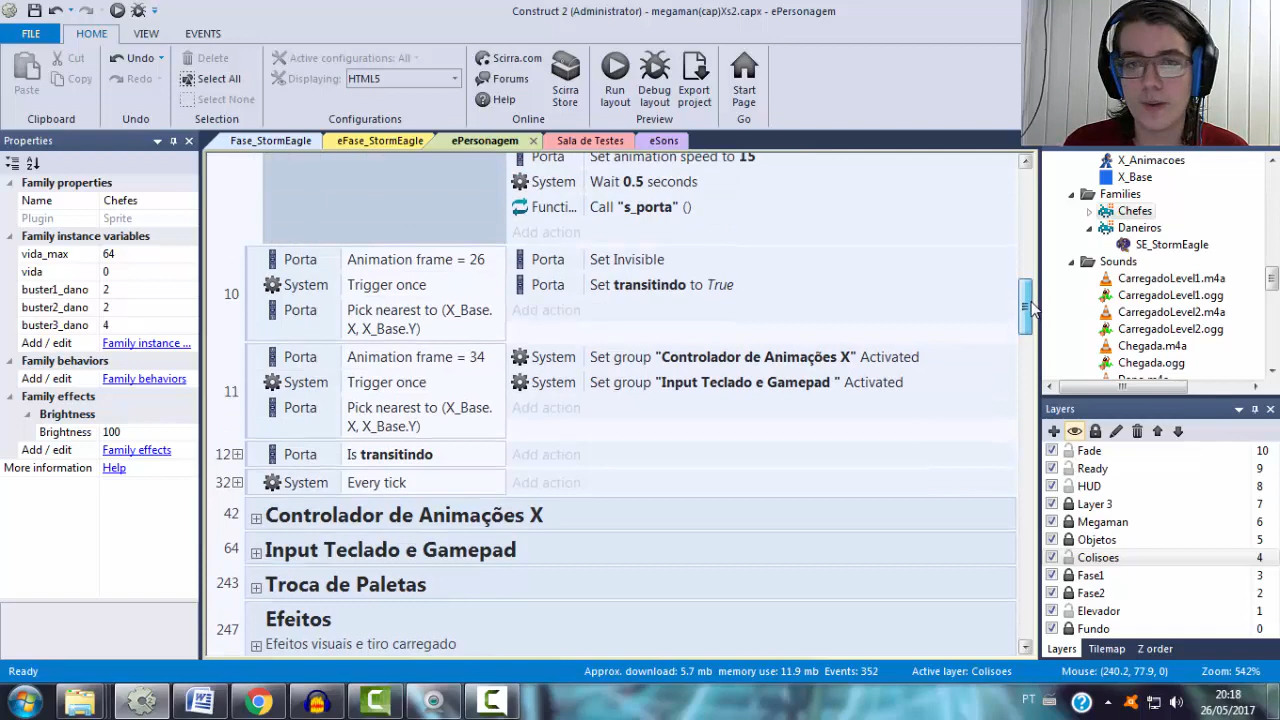 Construct 2 (Administrator) - megaman(cap)Xs2.capx - ePersonagem
FILE HOME VIEW EVENTS
Paste Cut Copy Clipboard
Undo Redo Undo
Delete Select All Select None Selection
Active configurations: All
Displaying: HTML5
Configurations
Scirra.com Forums Help Scirra Store Online
Run layout Debug layout Export project Preview
Start Page Go
Properties
Family properties
Name Chefes
Plugin Sprite
Family instance variables
vida_max 64
vida 0
buster1_dano 2
buster2_dano 2
buster3_dano 4
Add / edit Family instance ...
Family behaviors
Add / edit Family behaviors
Family effects
Brightness
Brightness 100
Add / edit Family effects
More information Help
Fase_StormEagle eFase_StormEagle ePersonagem Sala de Testes eSons
Porta Set animation speed to 15
System Wait 0.5 seconds
Functi... Call "s_porta" ()
Add action
10
Porta Animation frame = 26 Porta Set Invisible
System Trigger once Porta Set transitindo to True
Porta Pick nearest to (X_Base. Add action
X, X_Base.Y)
11
Porta Animation frame = 34 System Set group "Controlador de Animações X" Activated
System Trigger once System Set group "Input Teclado e Gamepad " Activated
Porta Pick nearest to (X_Base. Add action
X, X_Base.Y)
12 Porta Is transitindo Add action
32 System Every tick Add action
42 Controlador de Animações X
64 Input Teclado e Gamepad
243 Troca de Paletas
247 Efeitos
Efeitos visuais e tiro carregado
X_Animacoes
X_Base
Families
Chefes
Daneiros
SE_StormEagle
Sounds
CarregadoLevel1.m4a
CarregadoLevel1.ogg
CarregadoLevel2.m4a
CarregadoLevel2.ogg
Chegada.m4a
Chegada.ogg
Layers
Fade 10
Ready 9
HUD 8
Layer 3 7
Megaman 6
Objetos 5
Colisoes 4
Fase1 3
Fase2 2
Elevador 1
Fundo 0
Layers Tilemap Z order
Ready Approx. download: 5.7 mb memory use: 11.9 mb Events: 352 Active layer: Colisoes Mouse: (240.2, 77.9, 0) Zoom: 542%
PT 20:18
26/05/2017